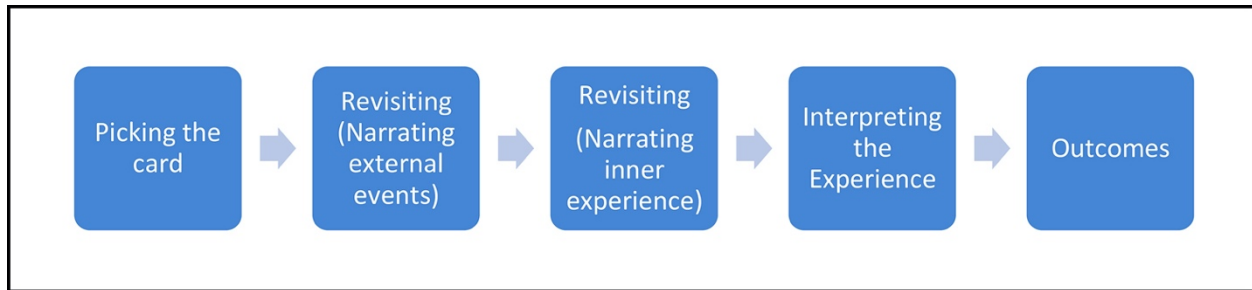 Picking the
card
Revisiting
(Narrating
external
events)
Revisiting
(Narrating
inner
experience)
Interpreting
the
Experience
Outcomes